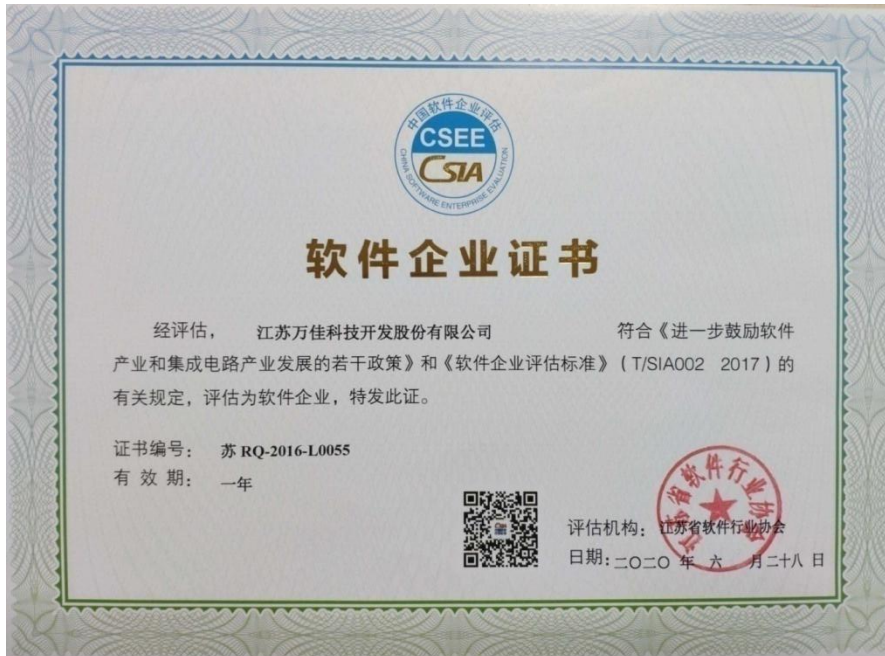 中国软件企业评估
CSEE
CSIA
CHINA SOFTWARE ENTERPRISE EVALUATION
软件企业证书
经评估， 江苏万佳科技开发股份有限公司 符合《进一步鼓励软件
产业和集成电路产业发展的若干政策》和《软件企业评估标准》（T/SIA002 2017）的
有关规定，评估为软件企业，特发此证。
证书编号： 苏 RQ-2016-L0055
有 效 期： 一年
江苏省软件行业协会
评估机构： 江苏省软件行业协会
日期：二〇二〇 年 六 月二十八 日